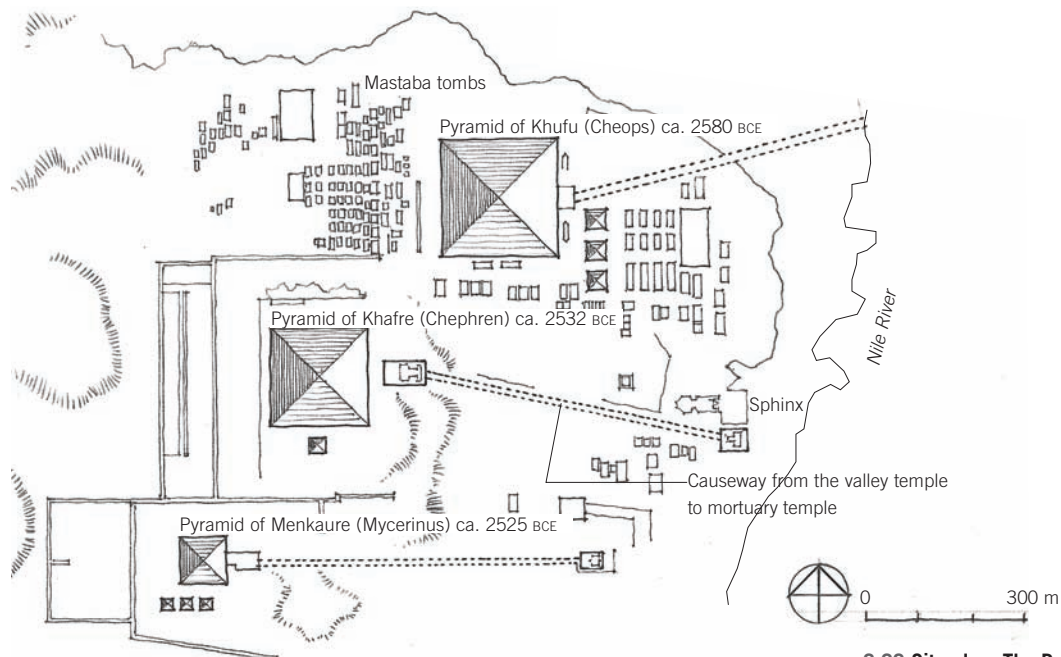 Mastaba tombs
Pyramid of Khufu (Cheops) ca. 2580 BCE
Pyramid of Khafre (Chephren) ca. 2532 BCE
Nile River
Sphinx
Causeway from the valley temple
to mortuary temple
Pyramid of Menkaure (Mycerinus) ca. 2525 BCE
0 300 m